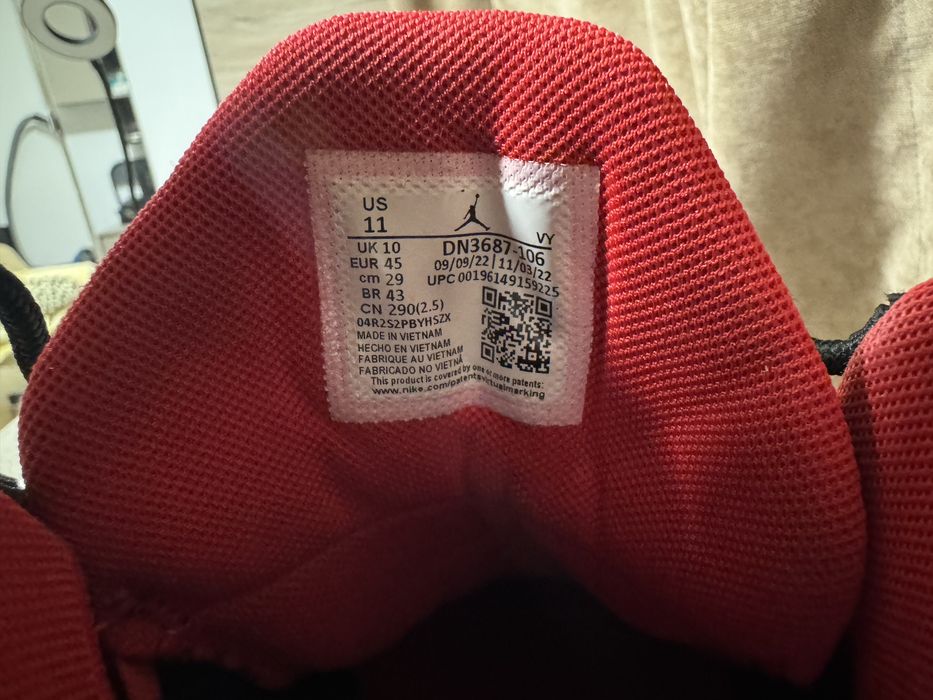 US
11
VY
UK 10
DN3687-106
EUR 45
09/09/22 | 11/03/22
cm 29
UPC 00196149159225
BR 43
CN 290(2.5)
04R2S2PBYHSZX
MADE IN VIETNAM
HECHO EN VIETNAM
FABRIQUE AU VIETNAM
FABRICADO NO VIETNÃ
This product is covered by one or more patents:
www.nike.com/patentsvirtualmarking